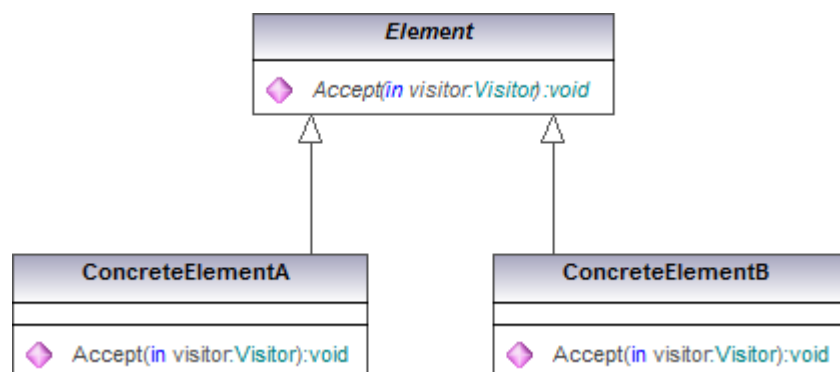 Element
Accept(in visitor:Visitor):void
ConcreteElementA
Accept(in visitor:Visitor):void
ConcreteElementB
Accept(in visitor:Visitor):void